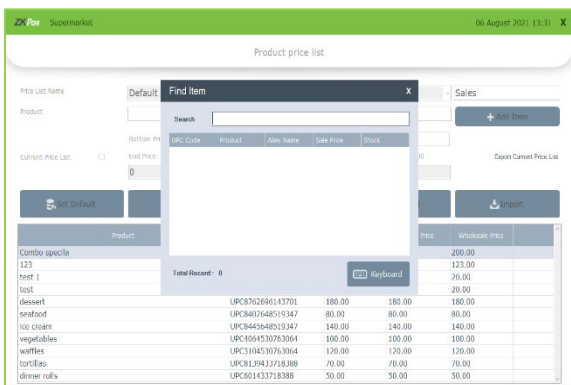 ZKPos Supermarket 06 August 2021 13:31 X
Product price list
Price List Name Default Sales
Find Item X
Product + Add Item
Search
Bottom Pri
UPC Code Product Alias Name Sale Price Stock
Current Price List End Price Export Current Price List
0
Set Default Import
Total Record : 0 Keyboard
Product Price Wholesale Price
Combo specila 200.00
123 123.00
test 1 20.00
test 20.00
dessert UPC8762696143701 180.00 180.00 180.00
seafood UPC8402648519347 80.00 80.00 80.00
ice cream UPC8445648519347 140.00 140.00 140.00
vegetables UPC4064530763064 100.00 100.00 100.00
waffles UPC3104530763064 120.00 120.00 120.00
tortillas UPC8139433718388 70.00 70.00 70.00
dinner rolls UPC601433718388 50.00 50.00 50.00